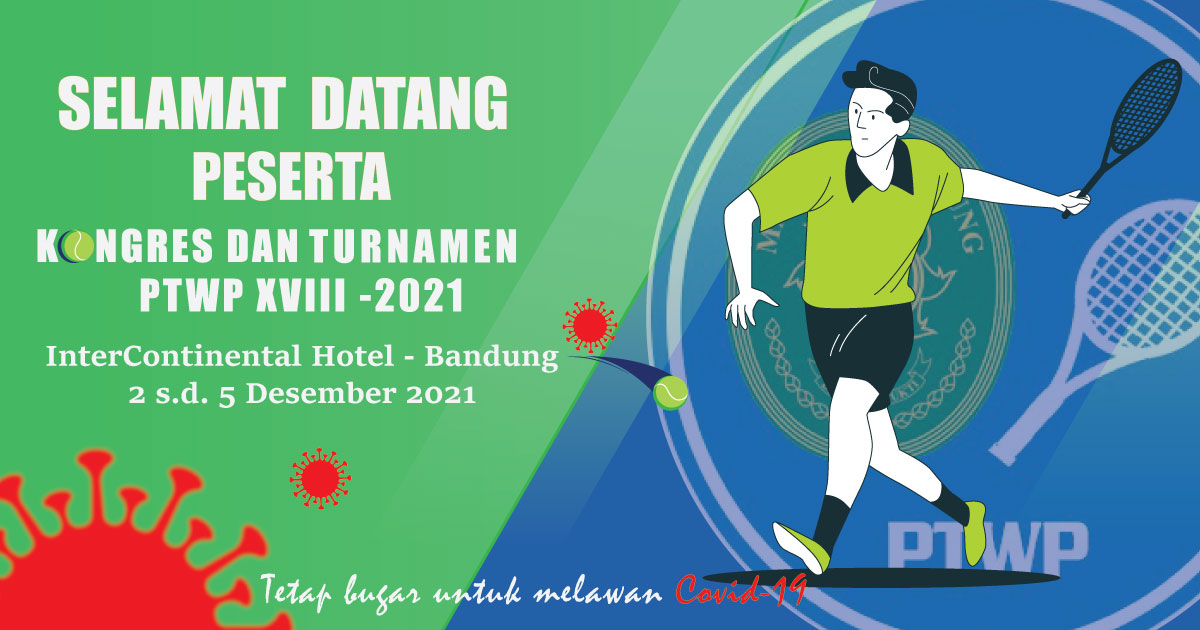 SELAMAT DATANG
PESERTA
KONGRES DAN TURNAMEN
PTWP XVIII -2021
InterContinental Hotel - Bandung
2 s.d. 5 Desember 2021
PTWP
Tetap bugar untuk melawan Covid-19